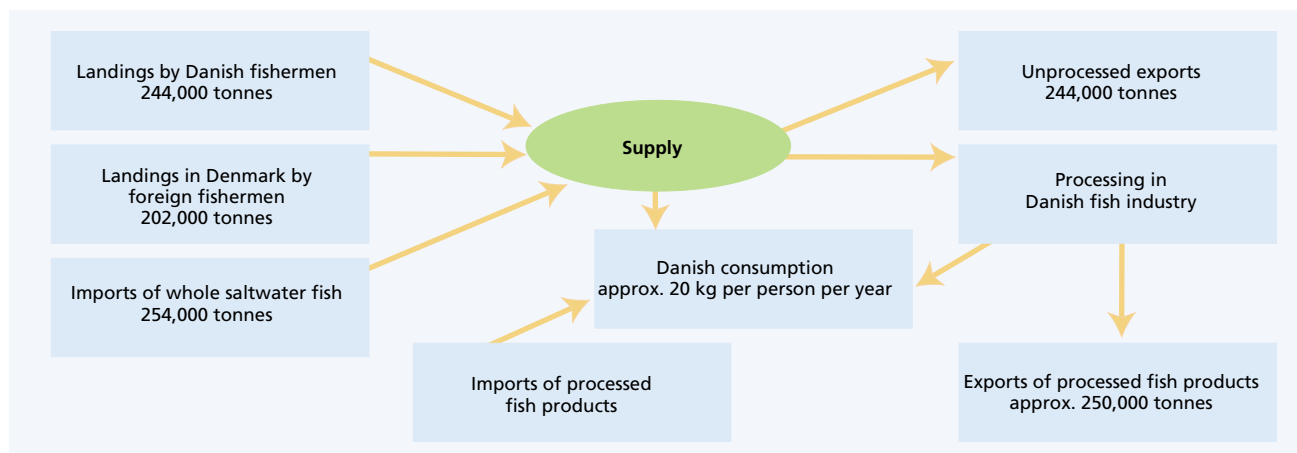 Landings by Danish fishermen
244,000 tonnes
Landings in Denmark by
foreign fishermen
202,000 tonnes
Imports of whole saltwater fish
254,000 tonnes
Supply
Danish consumption
approx. 20 kg per person per year
Imports of processed
fish products
Unprocessed exports
244,000 tonnes
Processing in
Danish fish industry
Exports of processed fish products
approx. 250,000 tonnes